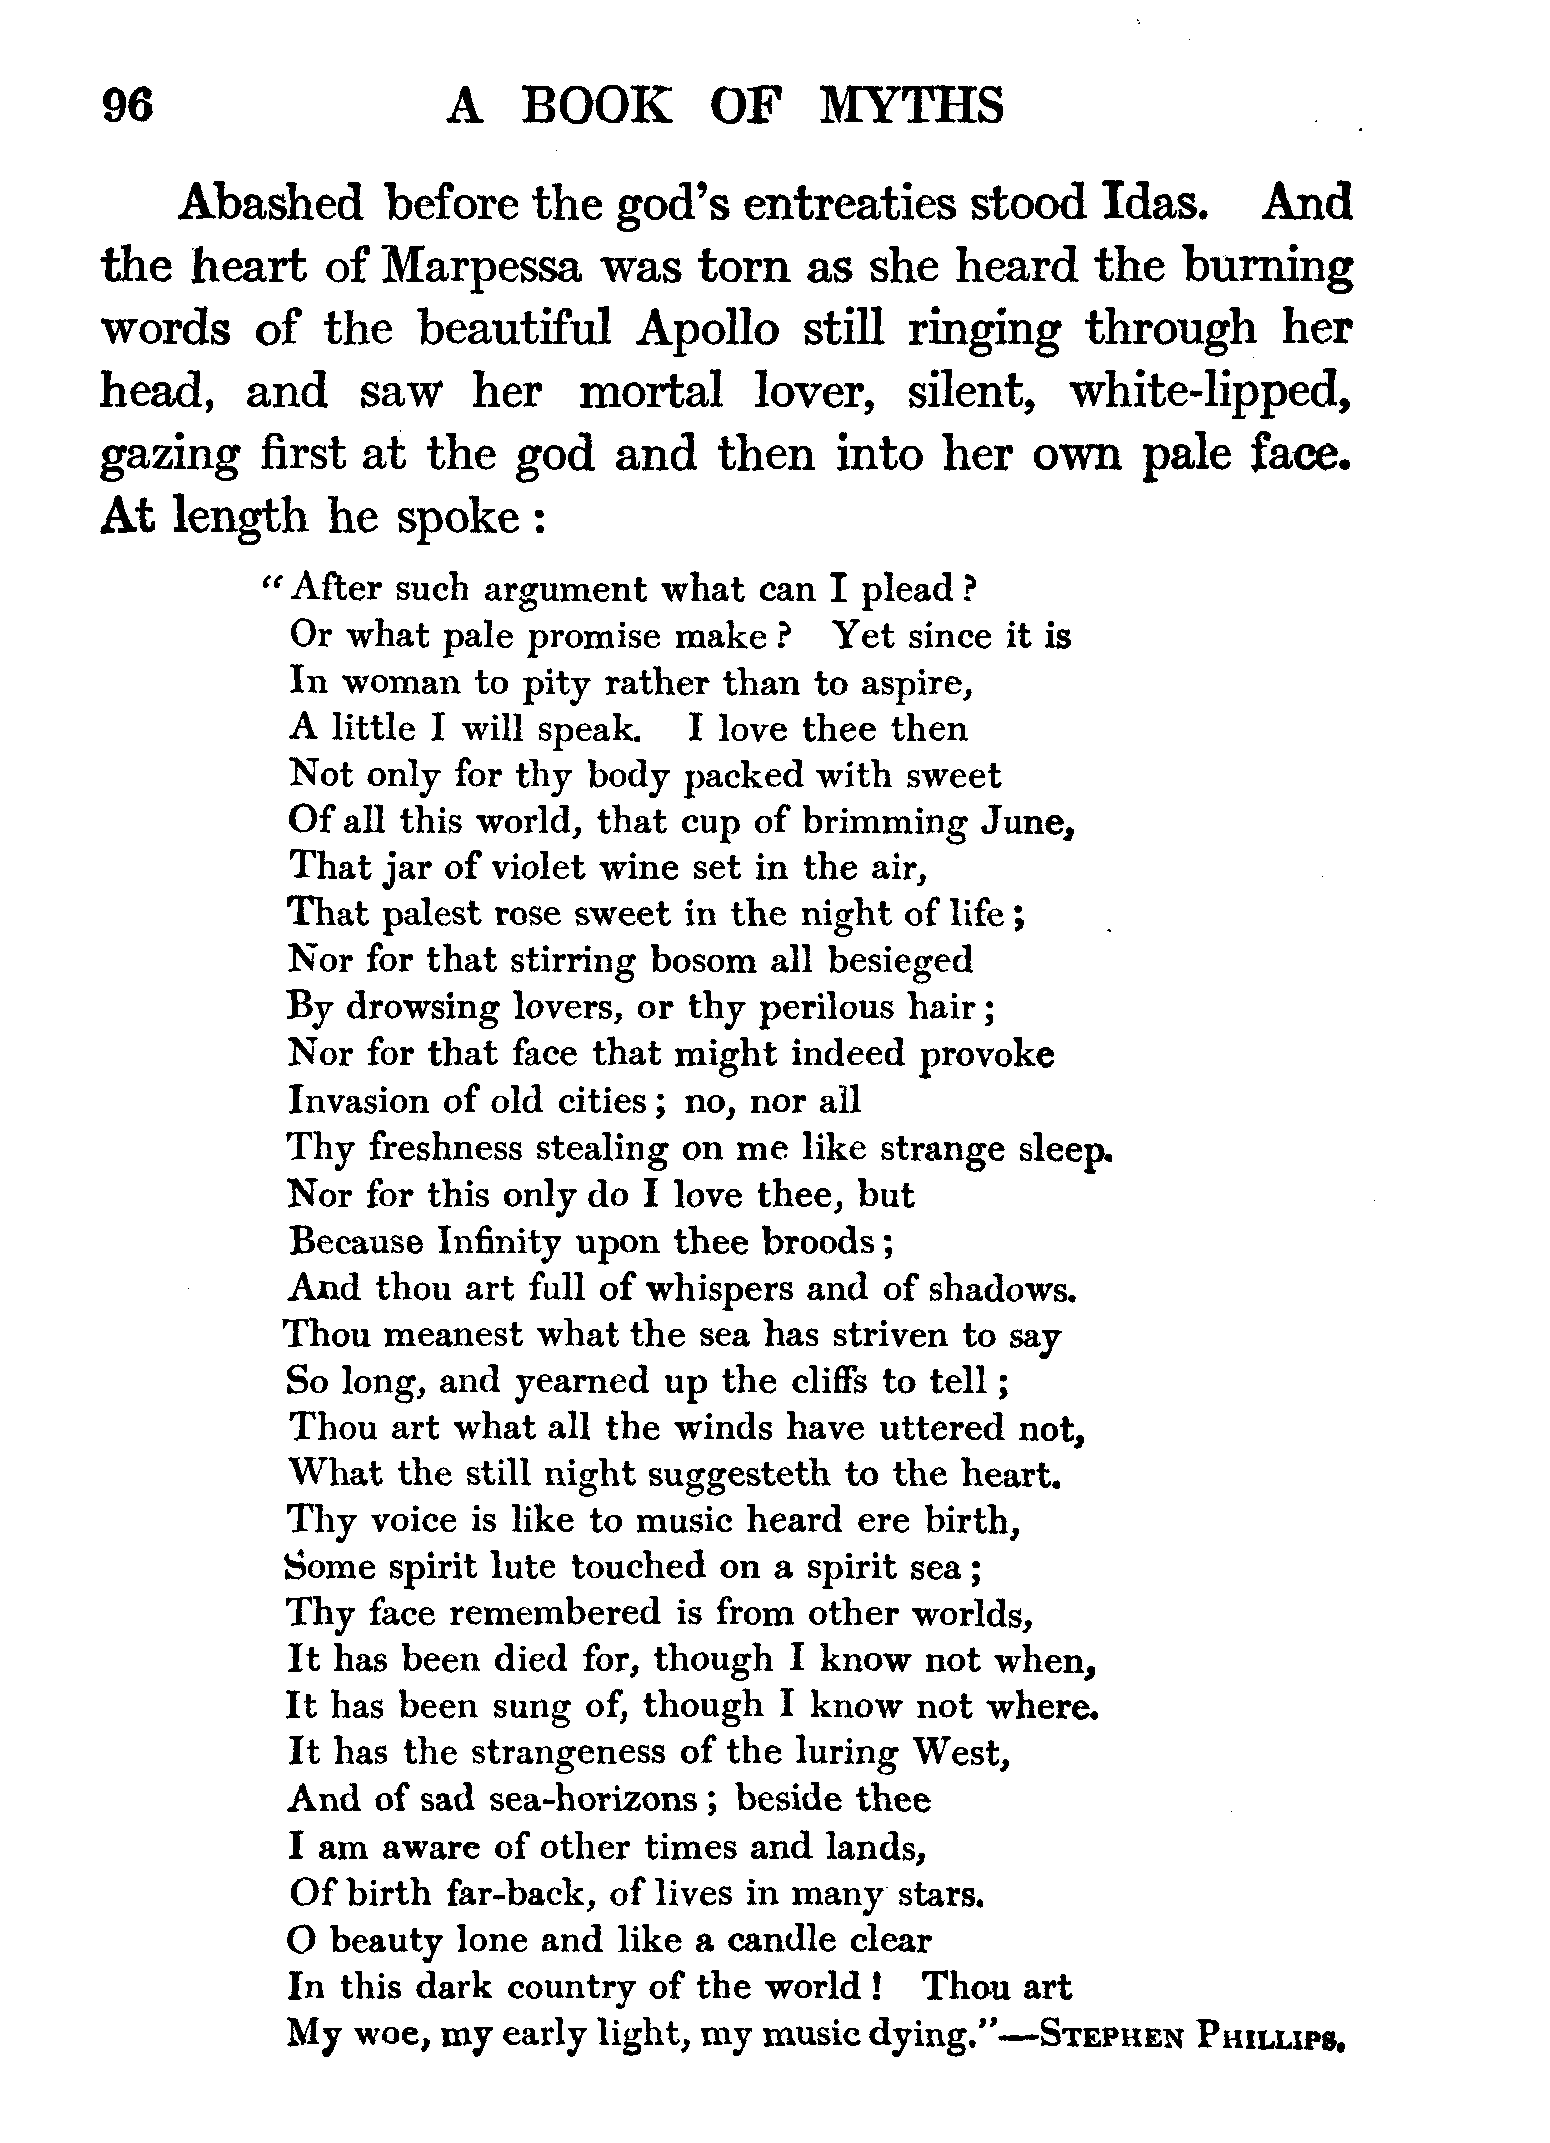 96 A BOOK OF MYTHS
Abashed before the god's entreaties stood Idas. And
the heart of Marpessa was torn as she heard the burning
words of the beautiful Apollo still ringing through her
head, and saw her mortal lover, silent, white-lipped,
gazing first at the god and then into her own pale face.
At length he spoke :
“ After such argument what can I plead ?
Or what pale promise make ? Yet since it is
In woman to pity rather than to aspire,
A little I will speak. I love thee then
Not only for thy body packed with sweet
Of all this world, that cup of brimming June,
That jar of violet wine set in the air,
That palest rose sweet in the night of life ;
Nor for that stirring bosom all besieged
By drowsing lovers, or thy perilous hair ;
Nor for that face that might indeed provoke
Invasion of old cities ; no, nor all
Thy freshness stealing on me like strange sleep.
Nor for this only do I love thee, but
Because Infinity upon thee broods ;
And thou art full of whispers and of shadows.
Thou meanest what the sea has striven to say
So long, and yearned up the cliffs to tell ;
Thou art what all the winds have uttered not,
What the still night suggesteth to the heart.
Thy voice is like to music heard ere birth,
Some spirit lute touched on a spirit sea ;
Thy face remembered is from other worlds,
It has been died for, though I know not when,
It has been sung of, though I know not where.
It has the strangeness of the luring West,
And of sad sea-horizons ; beside thee
I am aware of other times and lands,
Of birth far-back, of lives in many stars.
O beauty lone and like a candle clear
In this dark country of the world ! Thou art
My woe, my early light, my music dying.”—STEPHEN PHILLIPS.